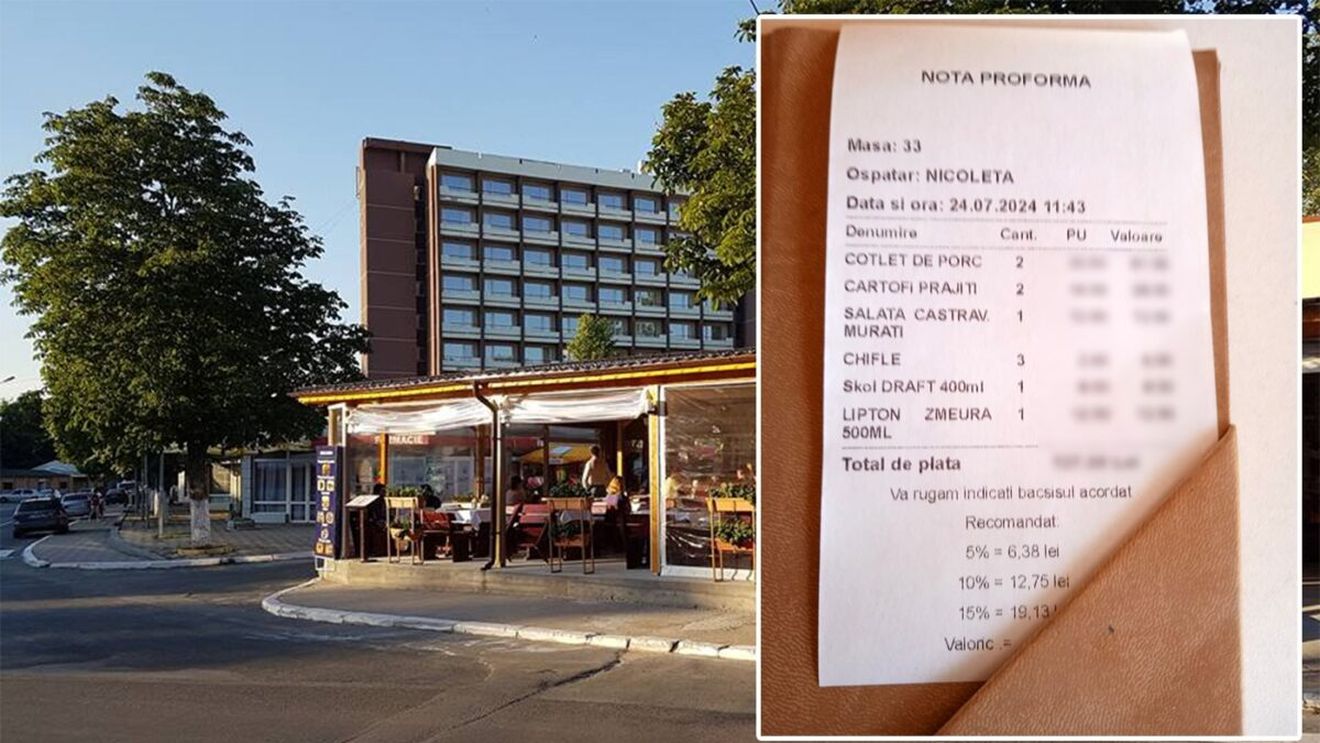 NOTA PROFORMA
Masa: 33
Ospatar: NICOLETA
Data si ora: 24.07.2024 11:43
Denumire Cant. PU Valoare
COTLET DE PORC 2
CARTOFI PRAJITI 2
SALATA CASTRAV. 1
MURATI
CHIFLE 3
Skol DRAFT 400ml 1
LIPTON ZMEURA 1
500ML
Total de plata
Va rugam indicati bacsisul acordat
Recomandat:
5% = 6,38 lei
10% = 12,75 lei
15% = 19,13
Valoric =